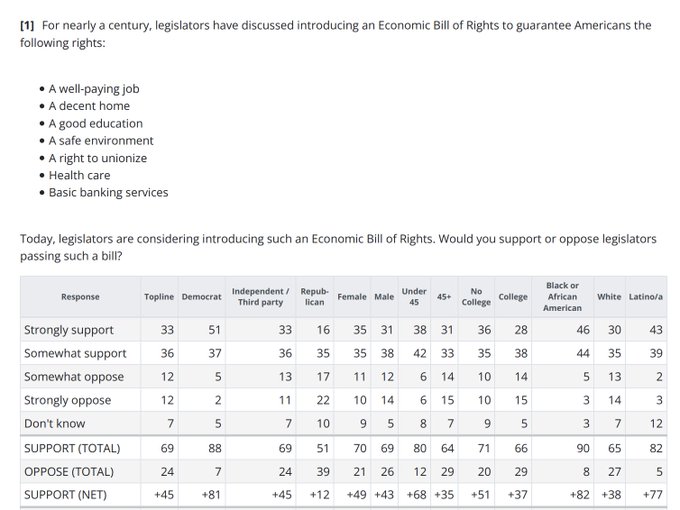 [1] For nearly a century, legislators have discussed introducing an Economic Bill of Rights to guarantee Americans the
following rights:
• A well-paying job
• A decent home
• A good education
• A safe environment
• A right to unionize
• Health care
• Basic banking services
Today, legislators are considering introducing such an Economic Bill of Rights. Would you support or oppose legislators
passing such a bill?
Response Topline Democrat Independent / Third party Repub- lican Female Male Under 45 45+ No College College Black or African American White Latino/a
Strongly support 33 51 33 16 35 31 38 31 36 28 46 30 43
Somewhat support 36 37 36 35 35 38 42 33 35 38 44 35 39
Somewhat oppose 12 5 13 17 11 12 6 14 10 14 5 13 2
Strongly oppose 12 2 11 22 10 14 6 15 10 15 3 14 3
Don't know 7 5 7 10 9 5 8 7 9 5 3 7 12
SUPPORT (TOTAL) 69 88 69 51 70 69 80 64 71 66 90 65 82
OPPOSE (TOTAL) 24 7 24 39 21 26 12 29 20 29 8 27 5
SUPPORT (NET) +45 +81 +45 +12 +49 +43 +68 +35 +51 +37 +82 +38 +77